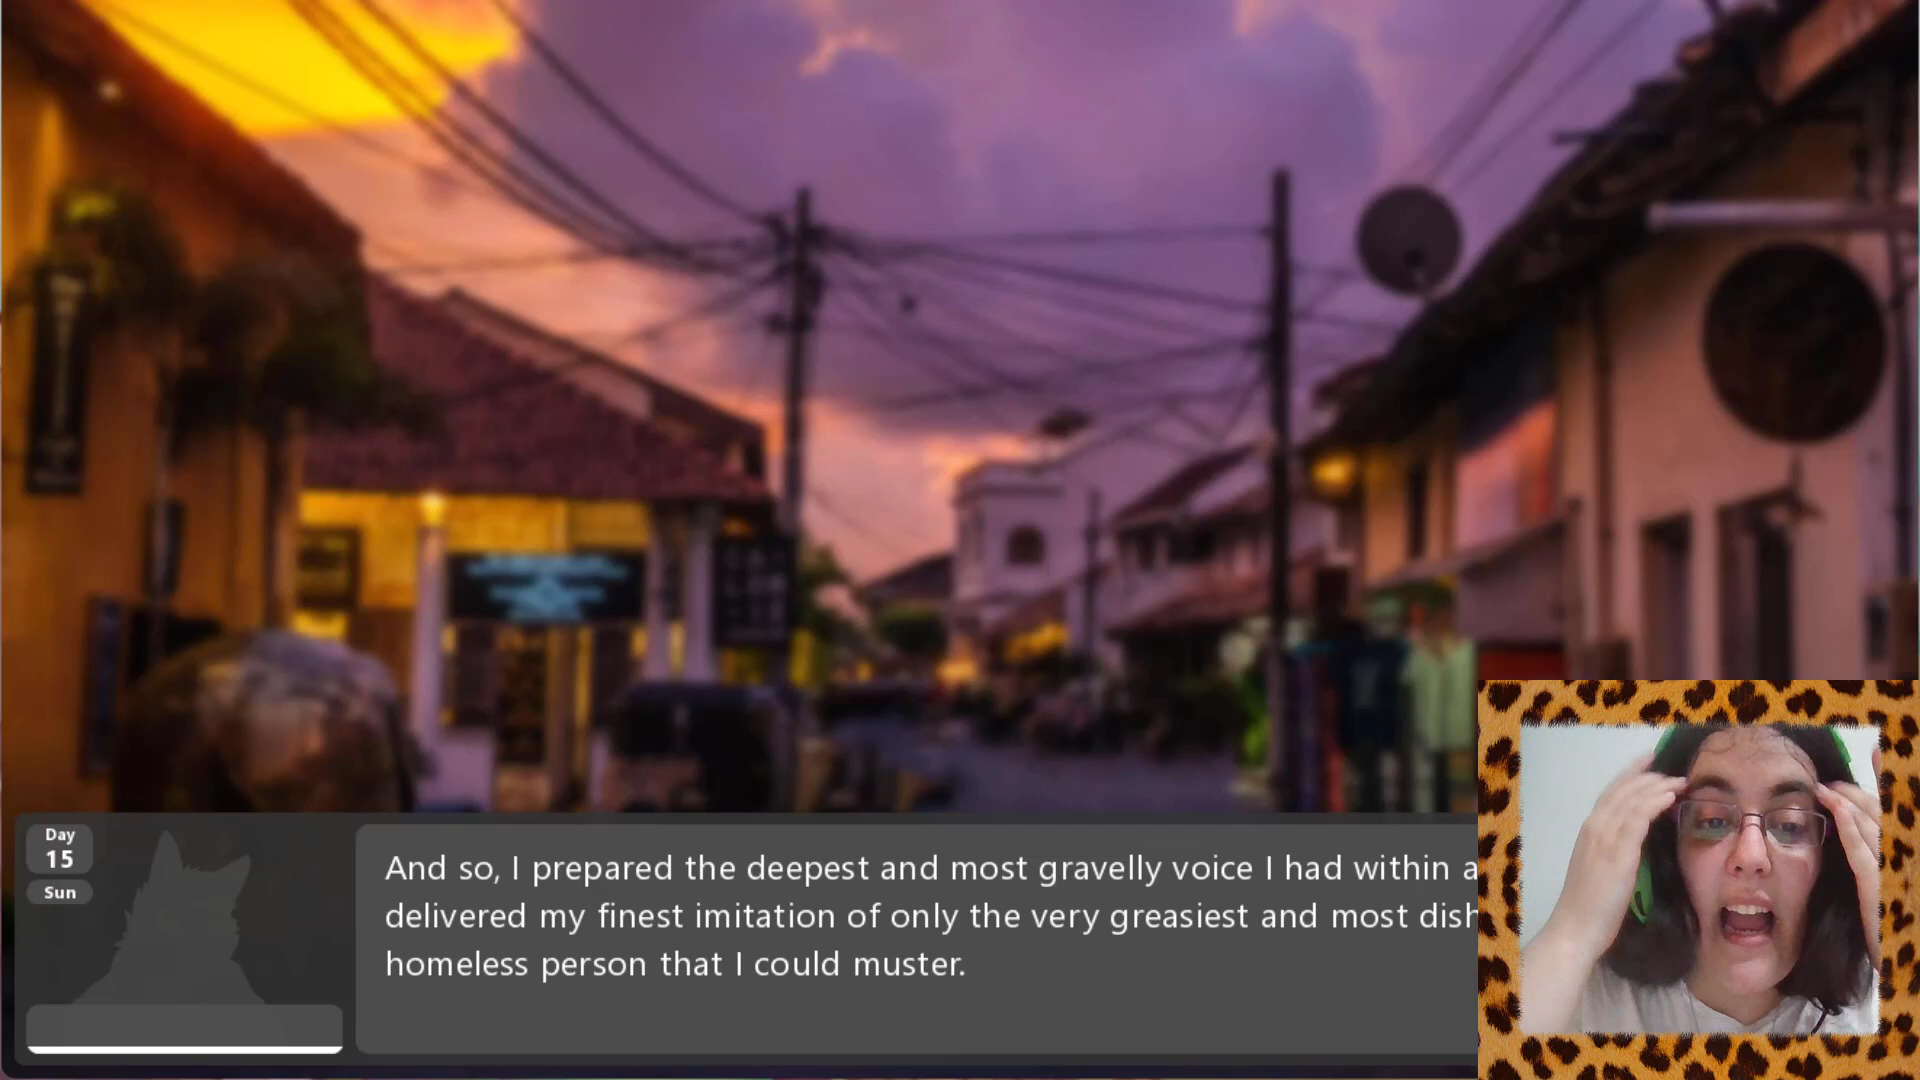 Day
15
Sun
And so, I prepared the deepest and most gravelly voice I had within a
delivered my finest imitation of only the very greasiest and most dish
homeless person that I could muster.